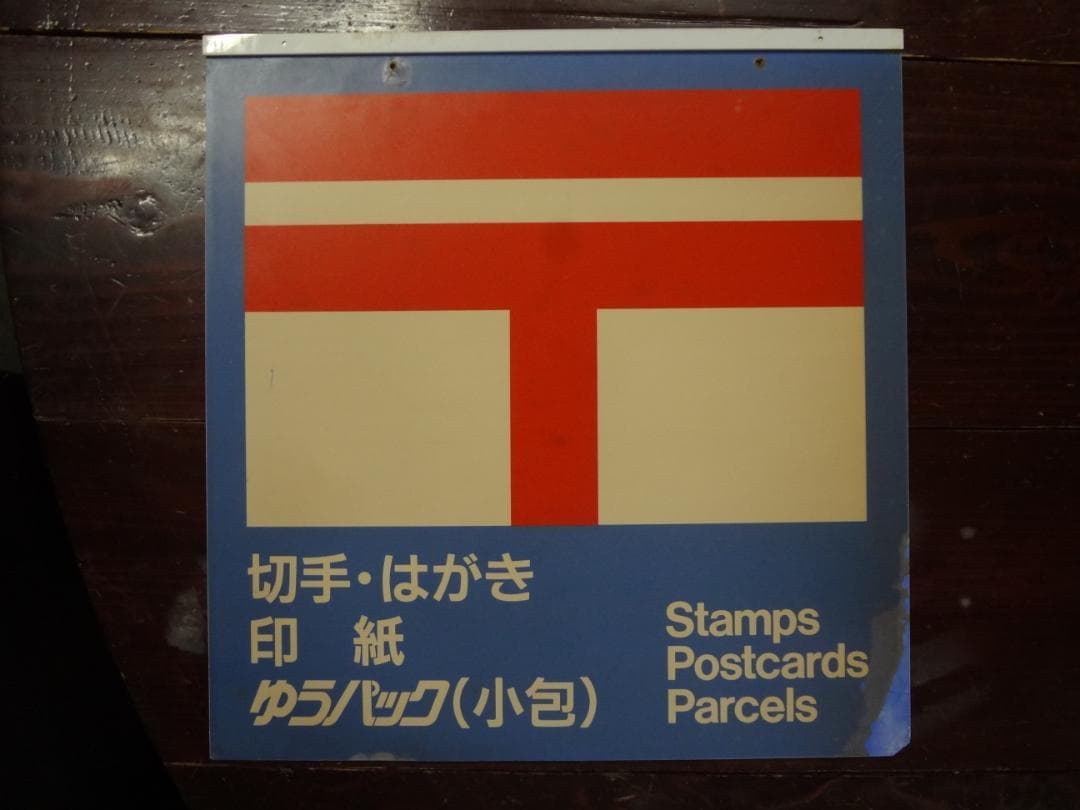 切手・はがき
印　紙
ゆうパック(小包)
Stamps
Postcards
Parcels